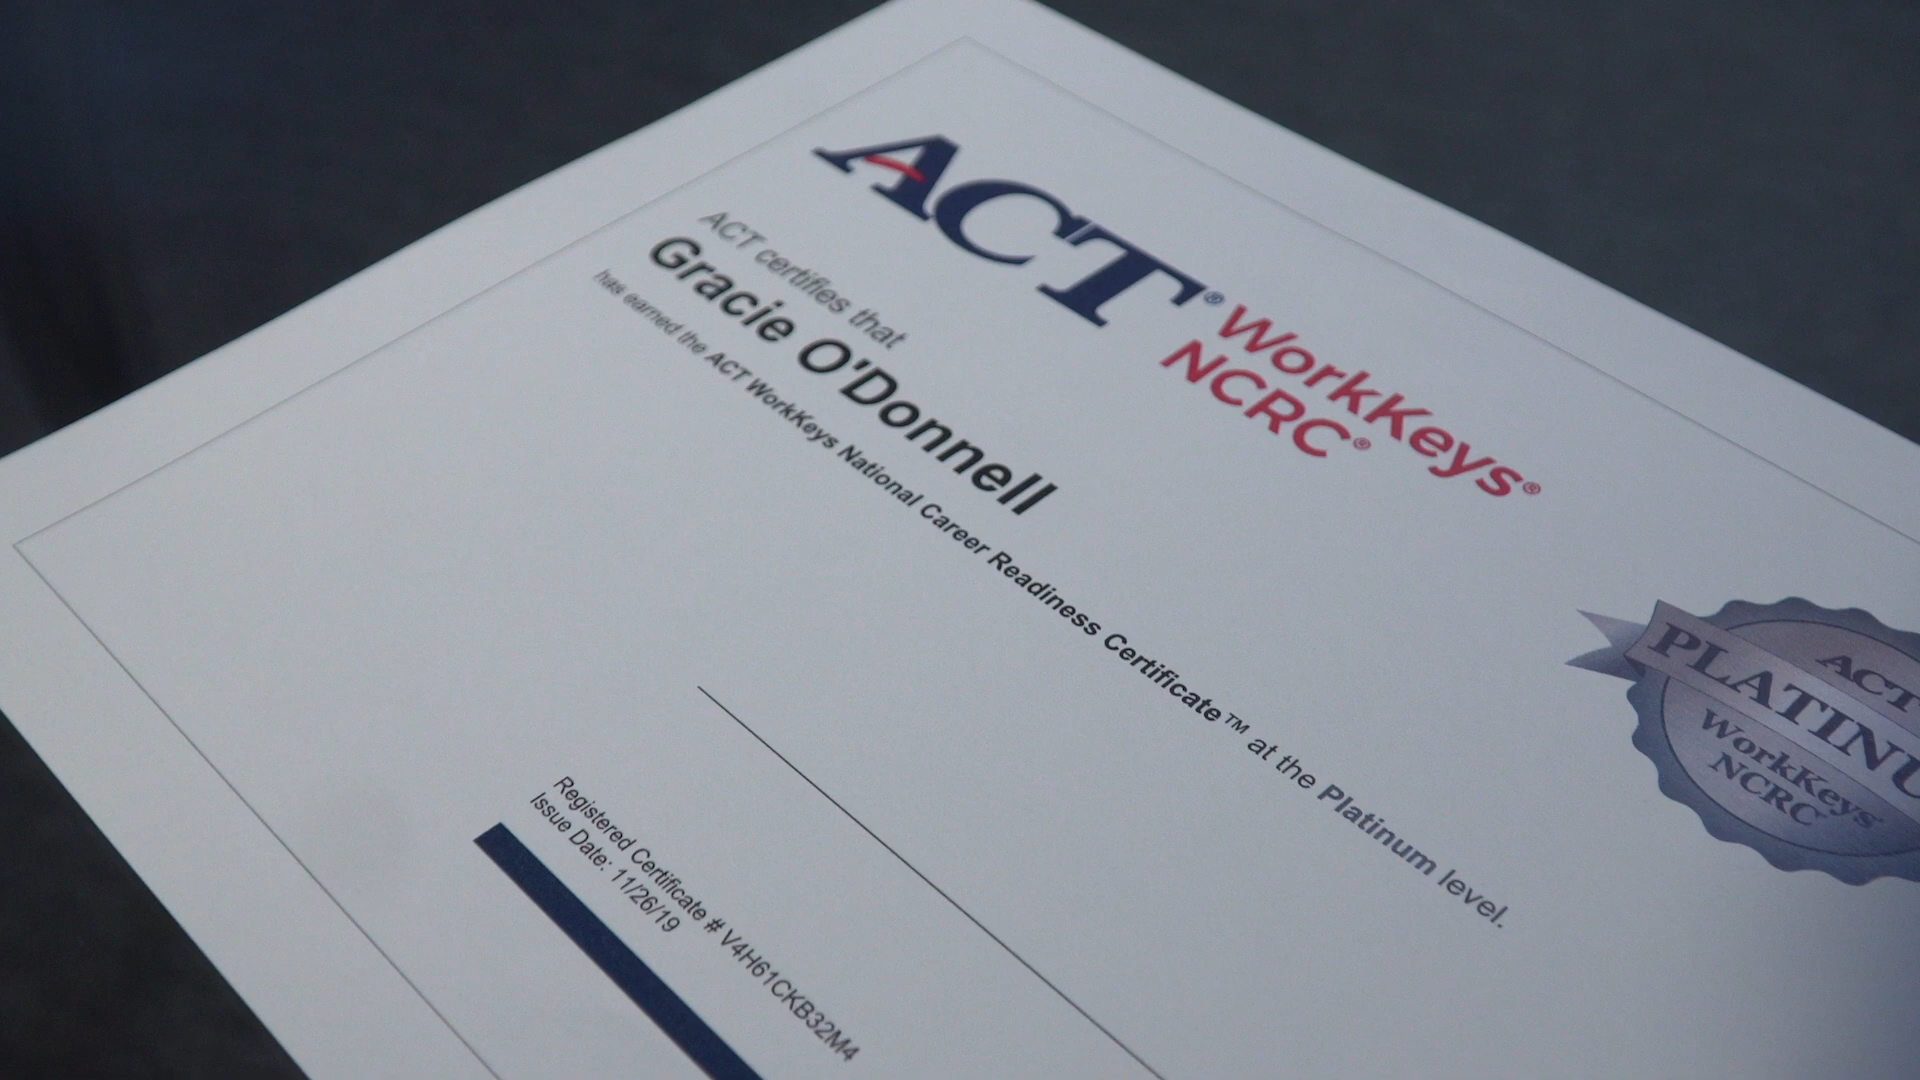 ACT® WorkKeys®
NCRC®
ACT certifies that
Gracie O'Donnell
has earned the ACT WorkKeys National Career Readiness Certificate™ at the Platinum level.
ACT
PLATINU
WorkKeys®
NCRC®
Registered Certificate # V4H61CKB32M4
Issue Date: 11/26/19